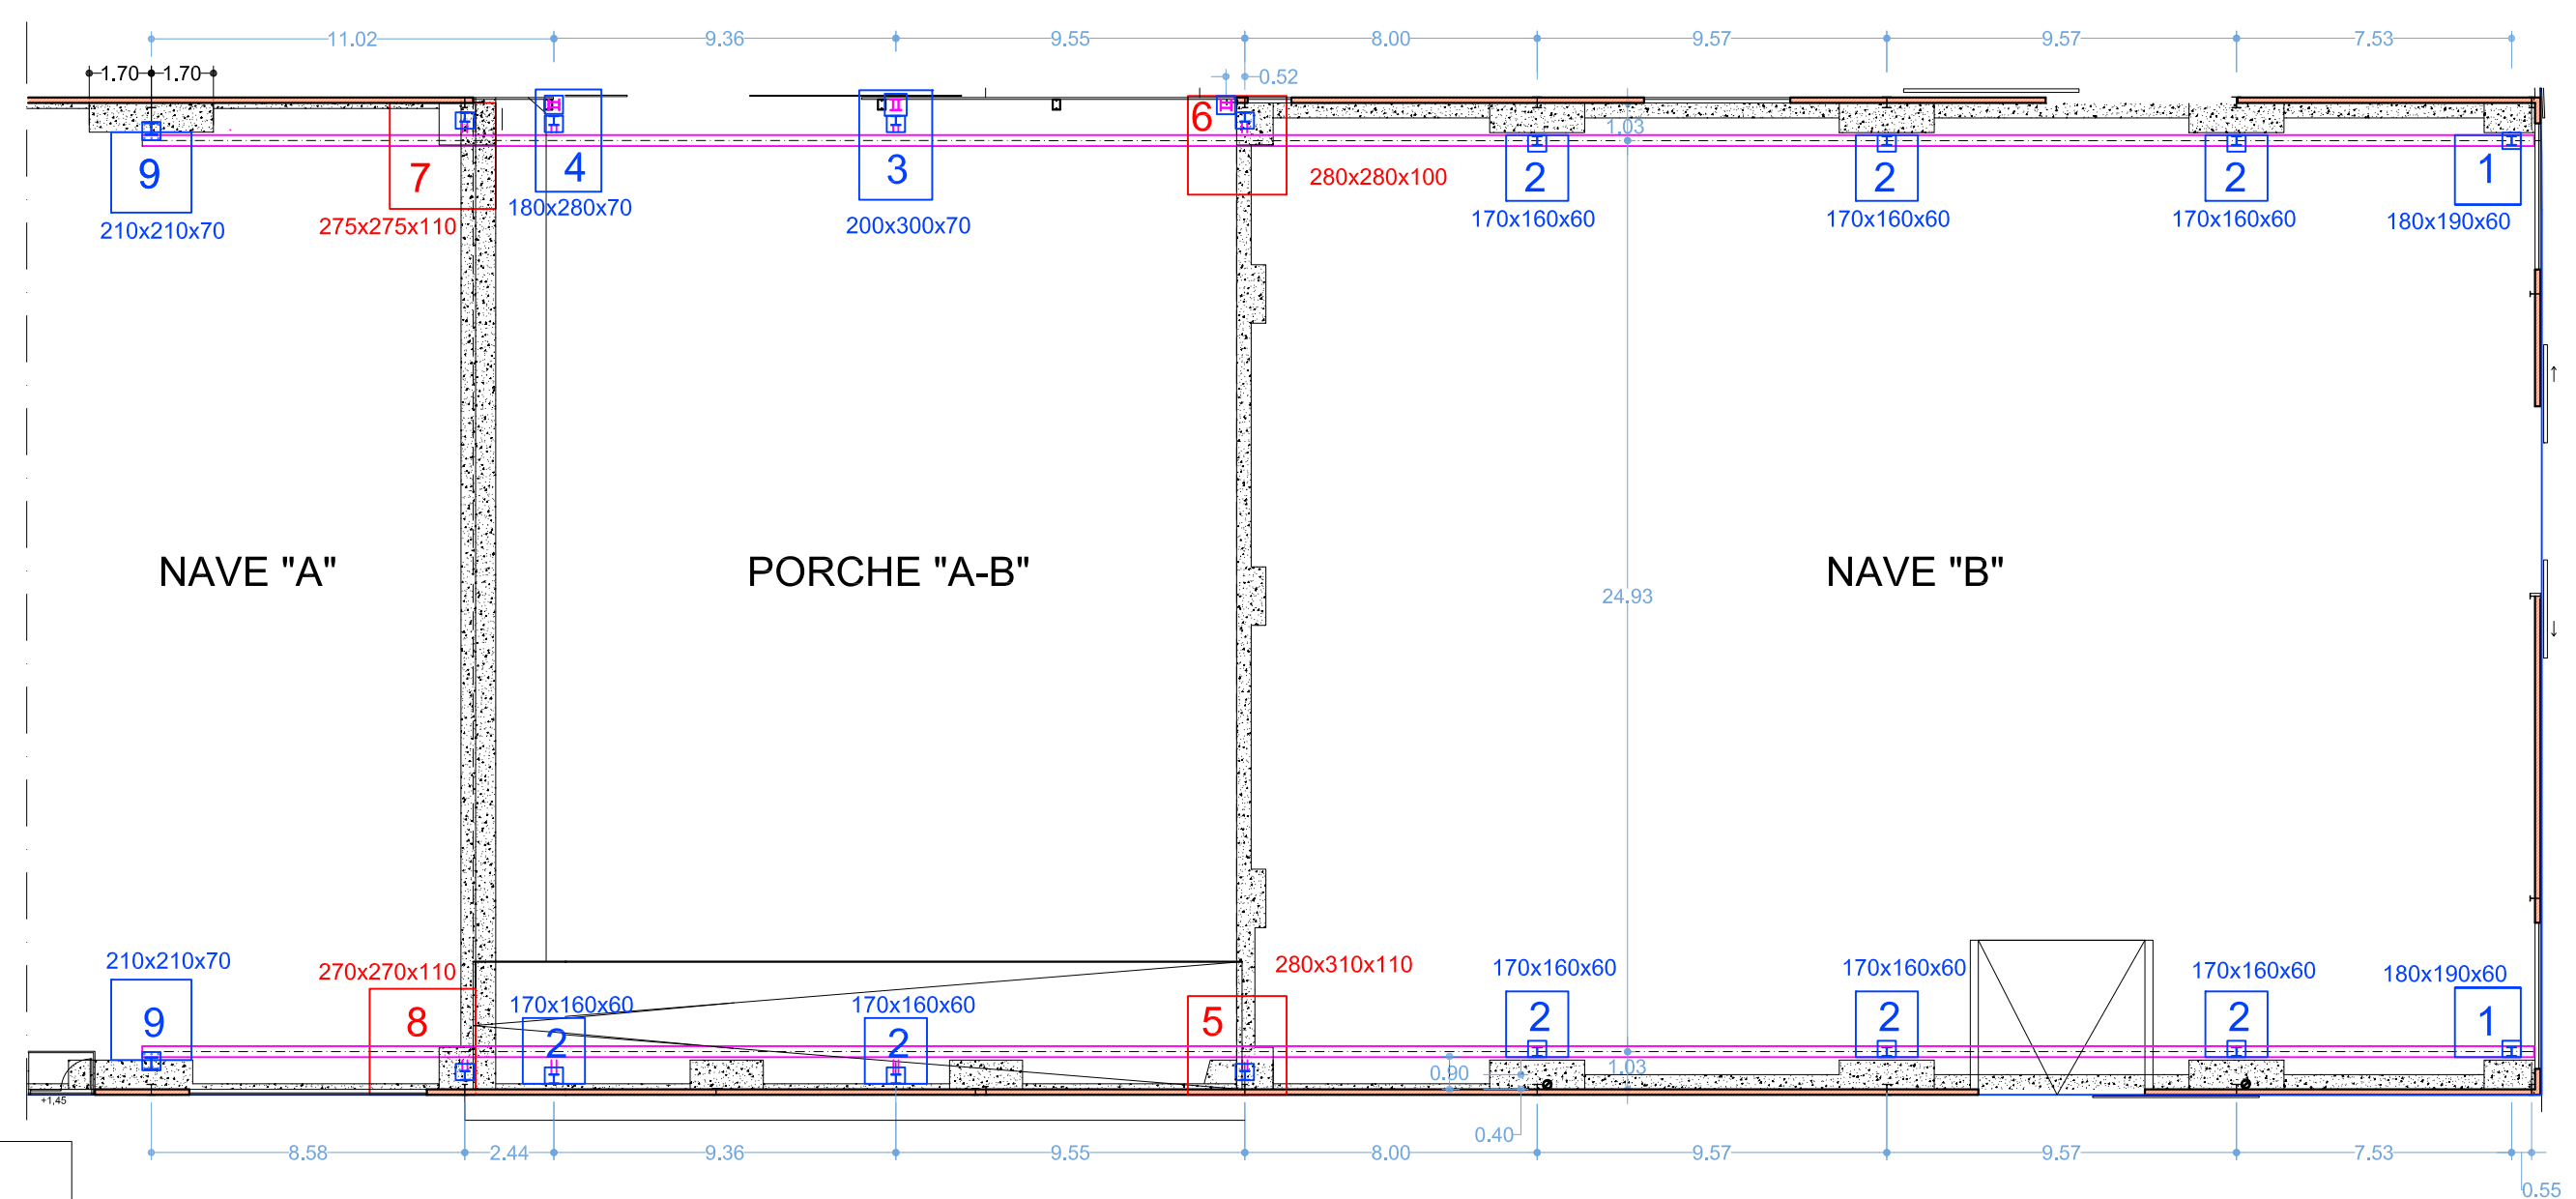 11.02 9.36 9.55 8.00 9.57 9.57 7.53
1.70 1.70 0.52
6 280x280x100
1.03
9 7 4 3 2 2 2 1
210x210x70 275x275x110 180x280x70 200x300x70 170x160x60 170x160x60 170x160x60 180x190x60
NAVE "A" PORCHE "A-B" NAVE "B"
24.93
210x210x70 270x270x110 170x160x60 170x160x60 280x310x110 170x160x60 170x160x60 170x160x60 180x190x60
9 8 2 2 5 2 2 2 1
0.90 1.03
+1,45
0.40
8.58 2.44 9.36 9.55 8.00 9.57 9.57 7.53
0.55